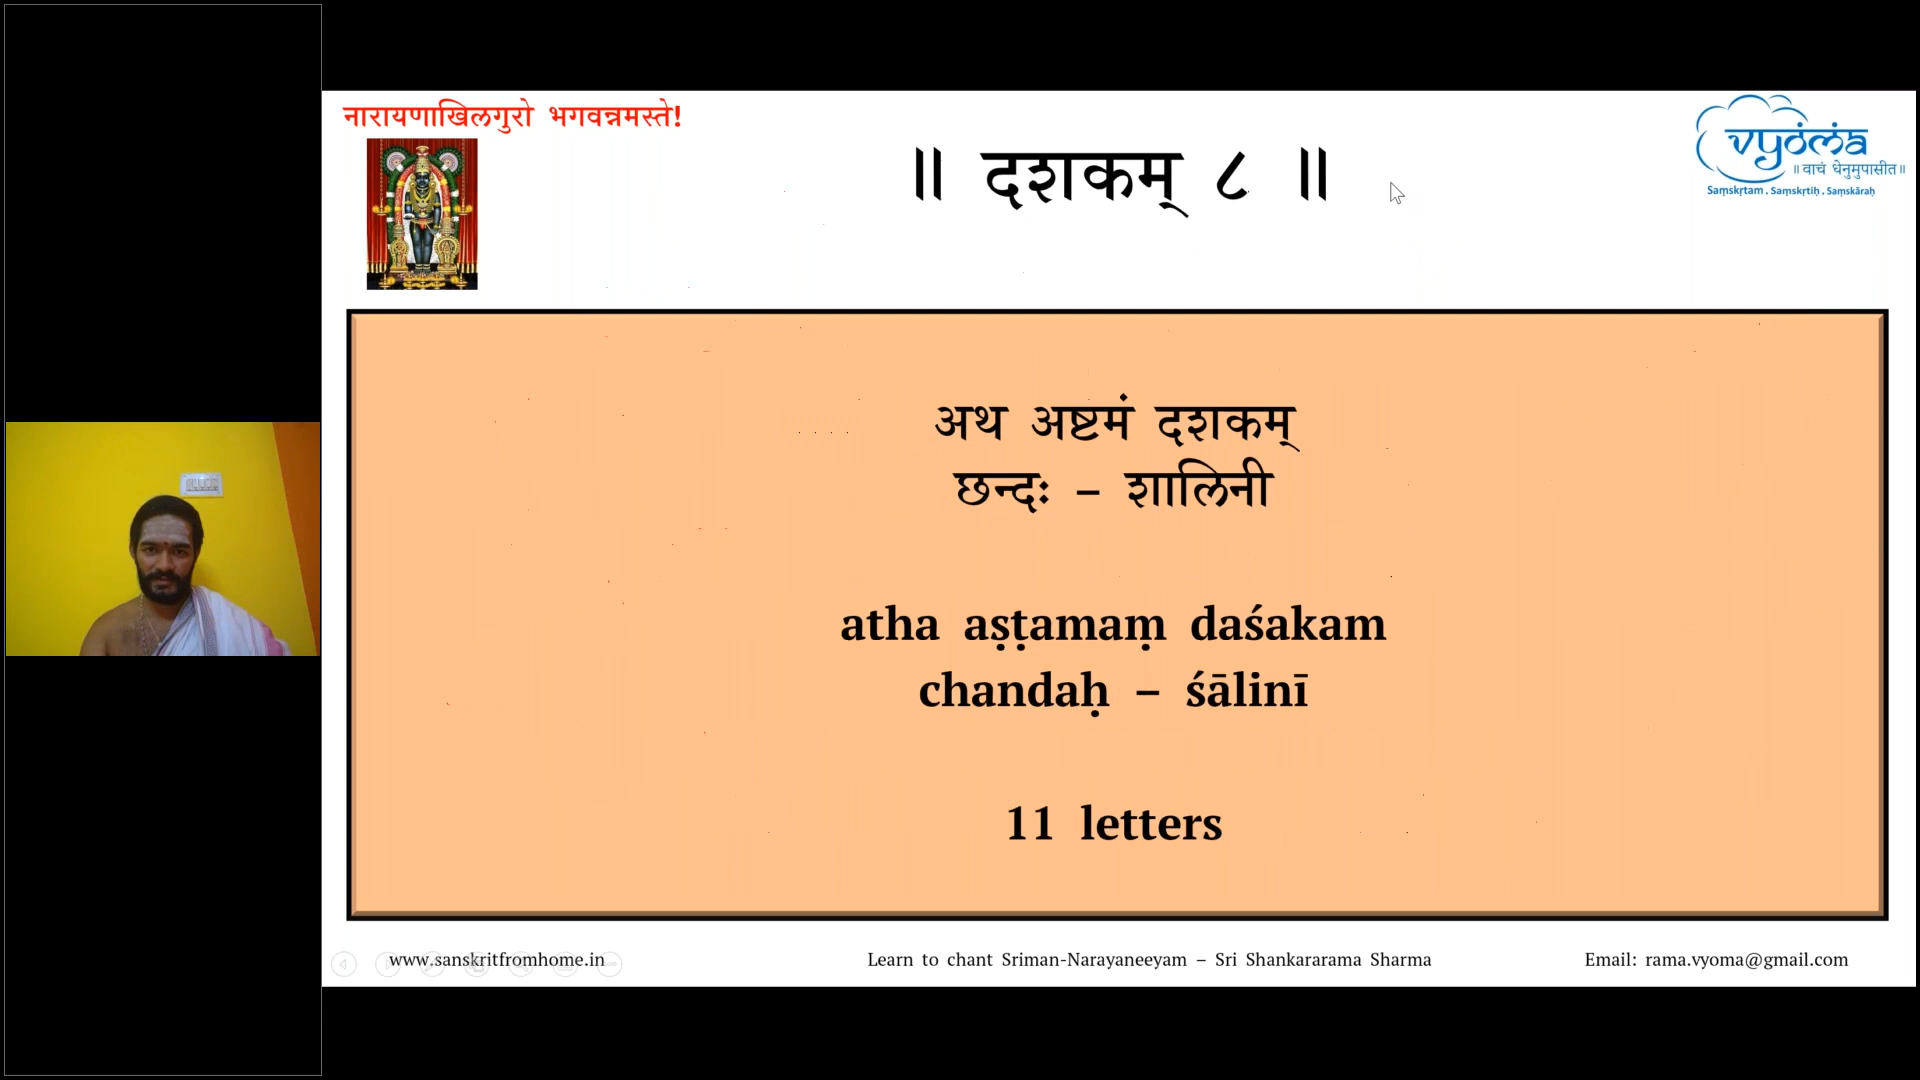 नारायणाखिलगुरो भगवन्नमस्ते!
॥ दशकम् ८ ॥
vyoma
॥ वाचं धेनुमुपासीत॥
Saṃskṛtam . Saṃskṛtiḥ . Saṃskāraḥ
अथ अष्टमं दशकम्
छन्दः – शालिनी
atha aṣṭamaṃ daśakam
chandaḥ – śālinī
11 letters
www.sanskritfromhome.in
Learn to chant Sriman-Narayaneeyam – Sri Shankararama Sharma
Email: rama.vyoma@gmail.com